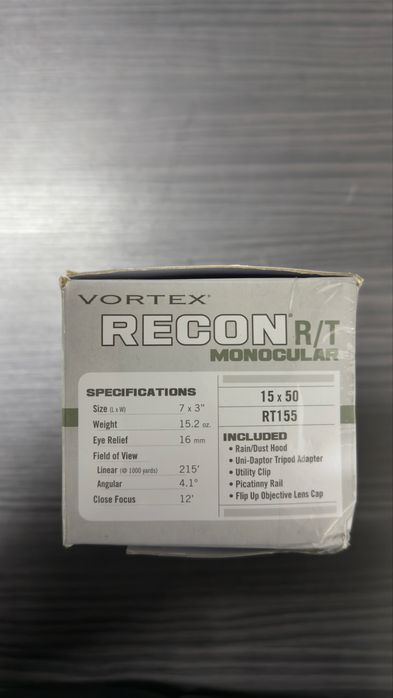 VORTEX®
RECON® R/T
MONOCULAR
SPECIFICATIONS
Size (L x W) 7 x 3"
Weight 15.2 oz.
Eye Relief 16 mm
Field of View
Linear (@ 1000 yards) 215'
Angular 4.1°
Close Focus 12'
15 x 50
RT155
INCLUDED
• Rain/Dust Hood
• Uni-Daptor Tripod Adapter
• Utility Clip
• Picatinny Rail
• Flip Up Objective Lens Cap